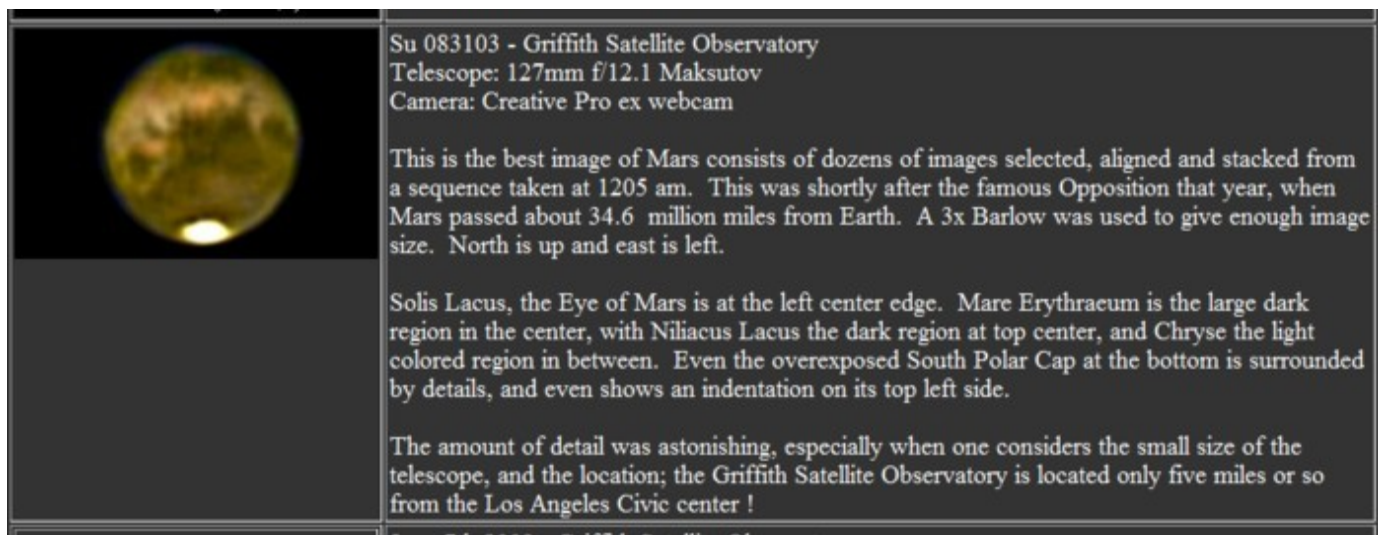 Su 083103 - Griffith Satellite Observatory
Telescope: 127mm f/12.1 Maksutov
Camera: Creative Pro ex webcam
This is the best image of Mars consists of dozens of images selected, aligned and stacked from
a sequence taken at 1205 am.  This was shortly after the famous Opposition that year, when
Mars passed about 34.6  million miles from Earth.  A 3x Barlow was used to give enough image
size.  North is up and east is left.
Solis Lacus, the Eye of Mars is at the left center edge.  Mare Erythraeum is the large dark
region in the center, with Niliacus Lacus the dark region at top center, and Chryse the light
colored region in between.  Even the overexposed South Polar Cap at the bottom is surrounded
by details, and even shows an indentation on its top left side.
The amount of detail was astonishing, especially when one considers the small size of the
telescope, and the location; the Griffith Satellite Observatory is located only five miles or so
from the Los Angeles Civic center !